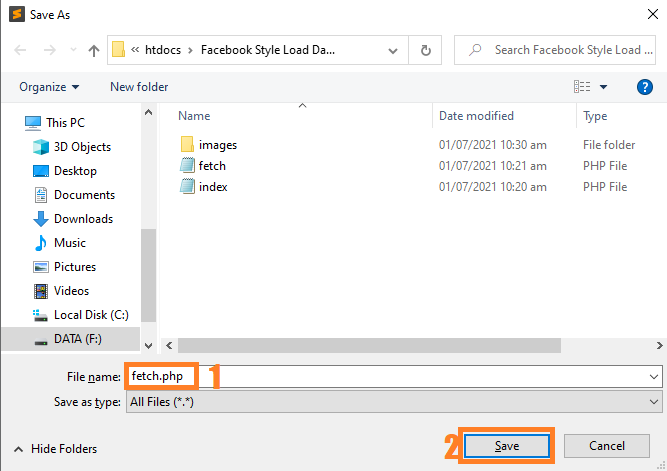 Save As
htdocs
Facebook Style Load Da...
Search Facebook Style Load ...
Organize
New folder
?
This PC
3D Objects
Desktop
Documents
Downloads
Music
Pictures
Videos
Local Disk (C:)
DATA (F:)
Name Date modified Type
images 01/07/2021 10:30 am File folder
fetch 01/07/2021 10:21 am PHP File
index 01/07/2021 10:20 am PHP File
File name: fetch.php 1
Save as type: All Files (*.*)
Hide Folders
2 Save Cancel